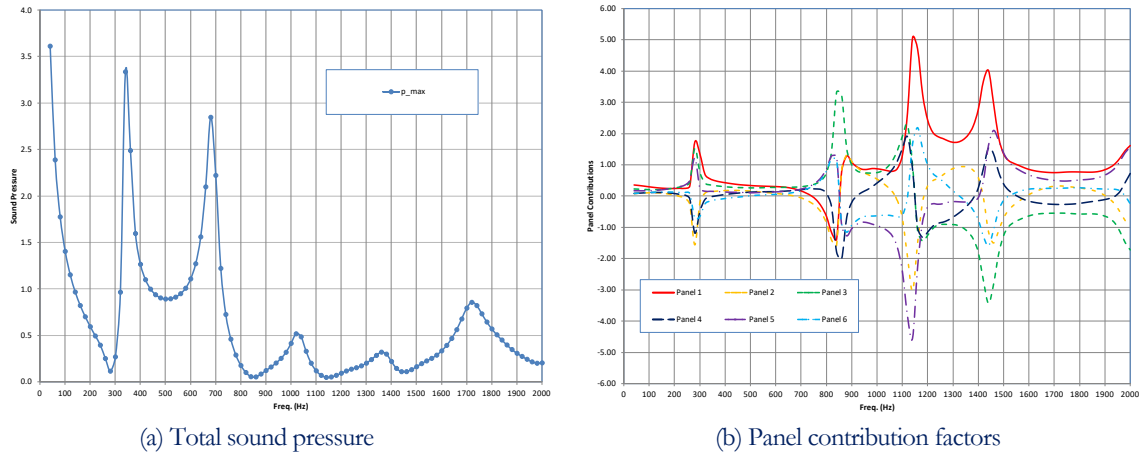 4.0
3.5
3.0
2.5
2.0
1.5
1.0
0.5
0.0
Sound Pressure
p_max
0 100 200 300 400 500 600 700 800 900 1000 1100 1200 1300 1400 1500 1600 1700 1800 1900 2000
Freq. (Hz)
(a) Total sound pressure
6.00
5.00
4.00
3.00
2.00
1.00
0.00
-1.00
-2.00
-3.00
-4.00
-5.00
-6.00
Panel Contributions
Panel 1 Panel 2 Panel 3
Panel 4 Panel 5 Panel 6
0 100 200 300 400 500 600 700 800 900 1000 1100 1200 1300 1400 1500 1600 1700 1800 1900 2000
Freq. (Hz)
(b) Panel contribution factors